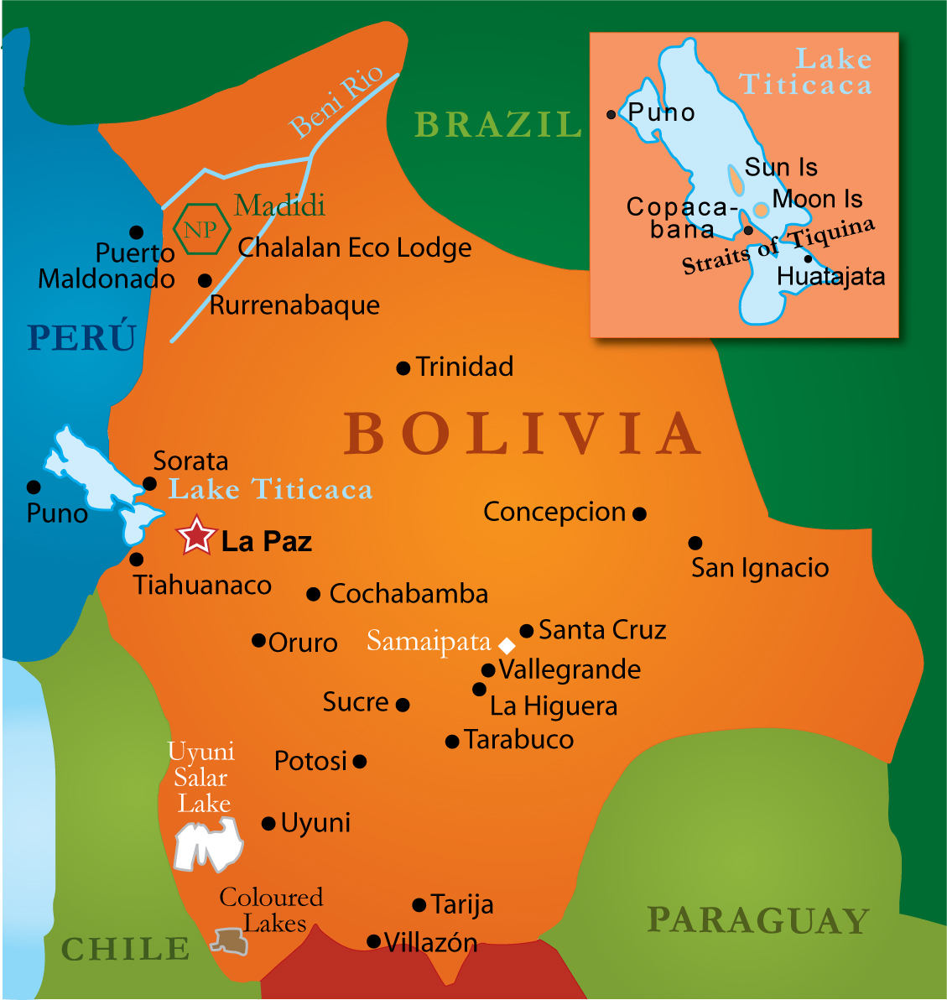 Beni Rio
BRAZIL
Lake
Titicaca
Puno
Sun Is
Moon Is
Copaca-
bana
Straits of Tiquina
Huatajata
Madidi
NP
Chalalan Eco Lodge
Puerto
Maldonado
Rurrenabaque
PERÚ
Trinidad
BOLIVIA
Sorata
Lake Titicaca
Puno
La Paz
Concepcion
San Ignacio
Tiahuanaco
Cochabamba
Oruro
Samaipata
Santa Cruz
Vallegrande
La Higuera
Sucre
Tarabuco
Potosi
Uyuni
Salar
Lake
Uyuni
Coloured
Lakes
Tarija
Villazón
CHILE
PARAGUAY